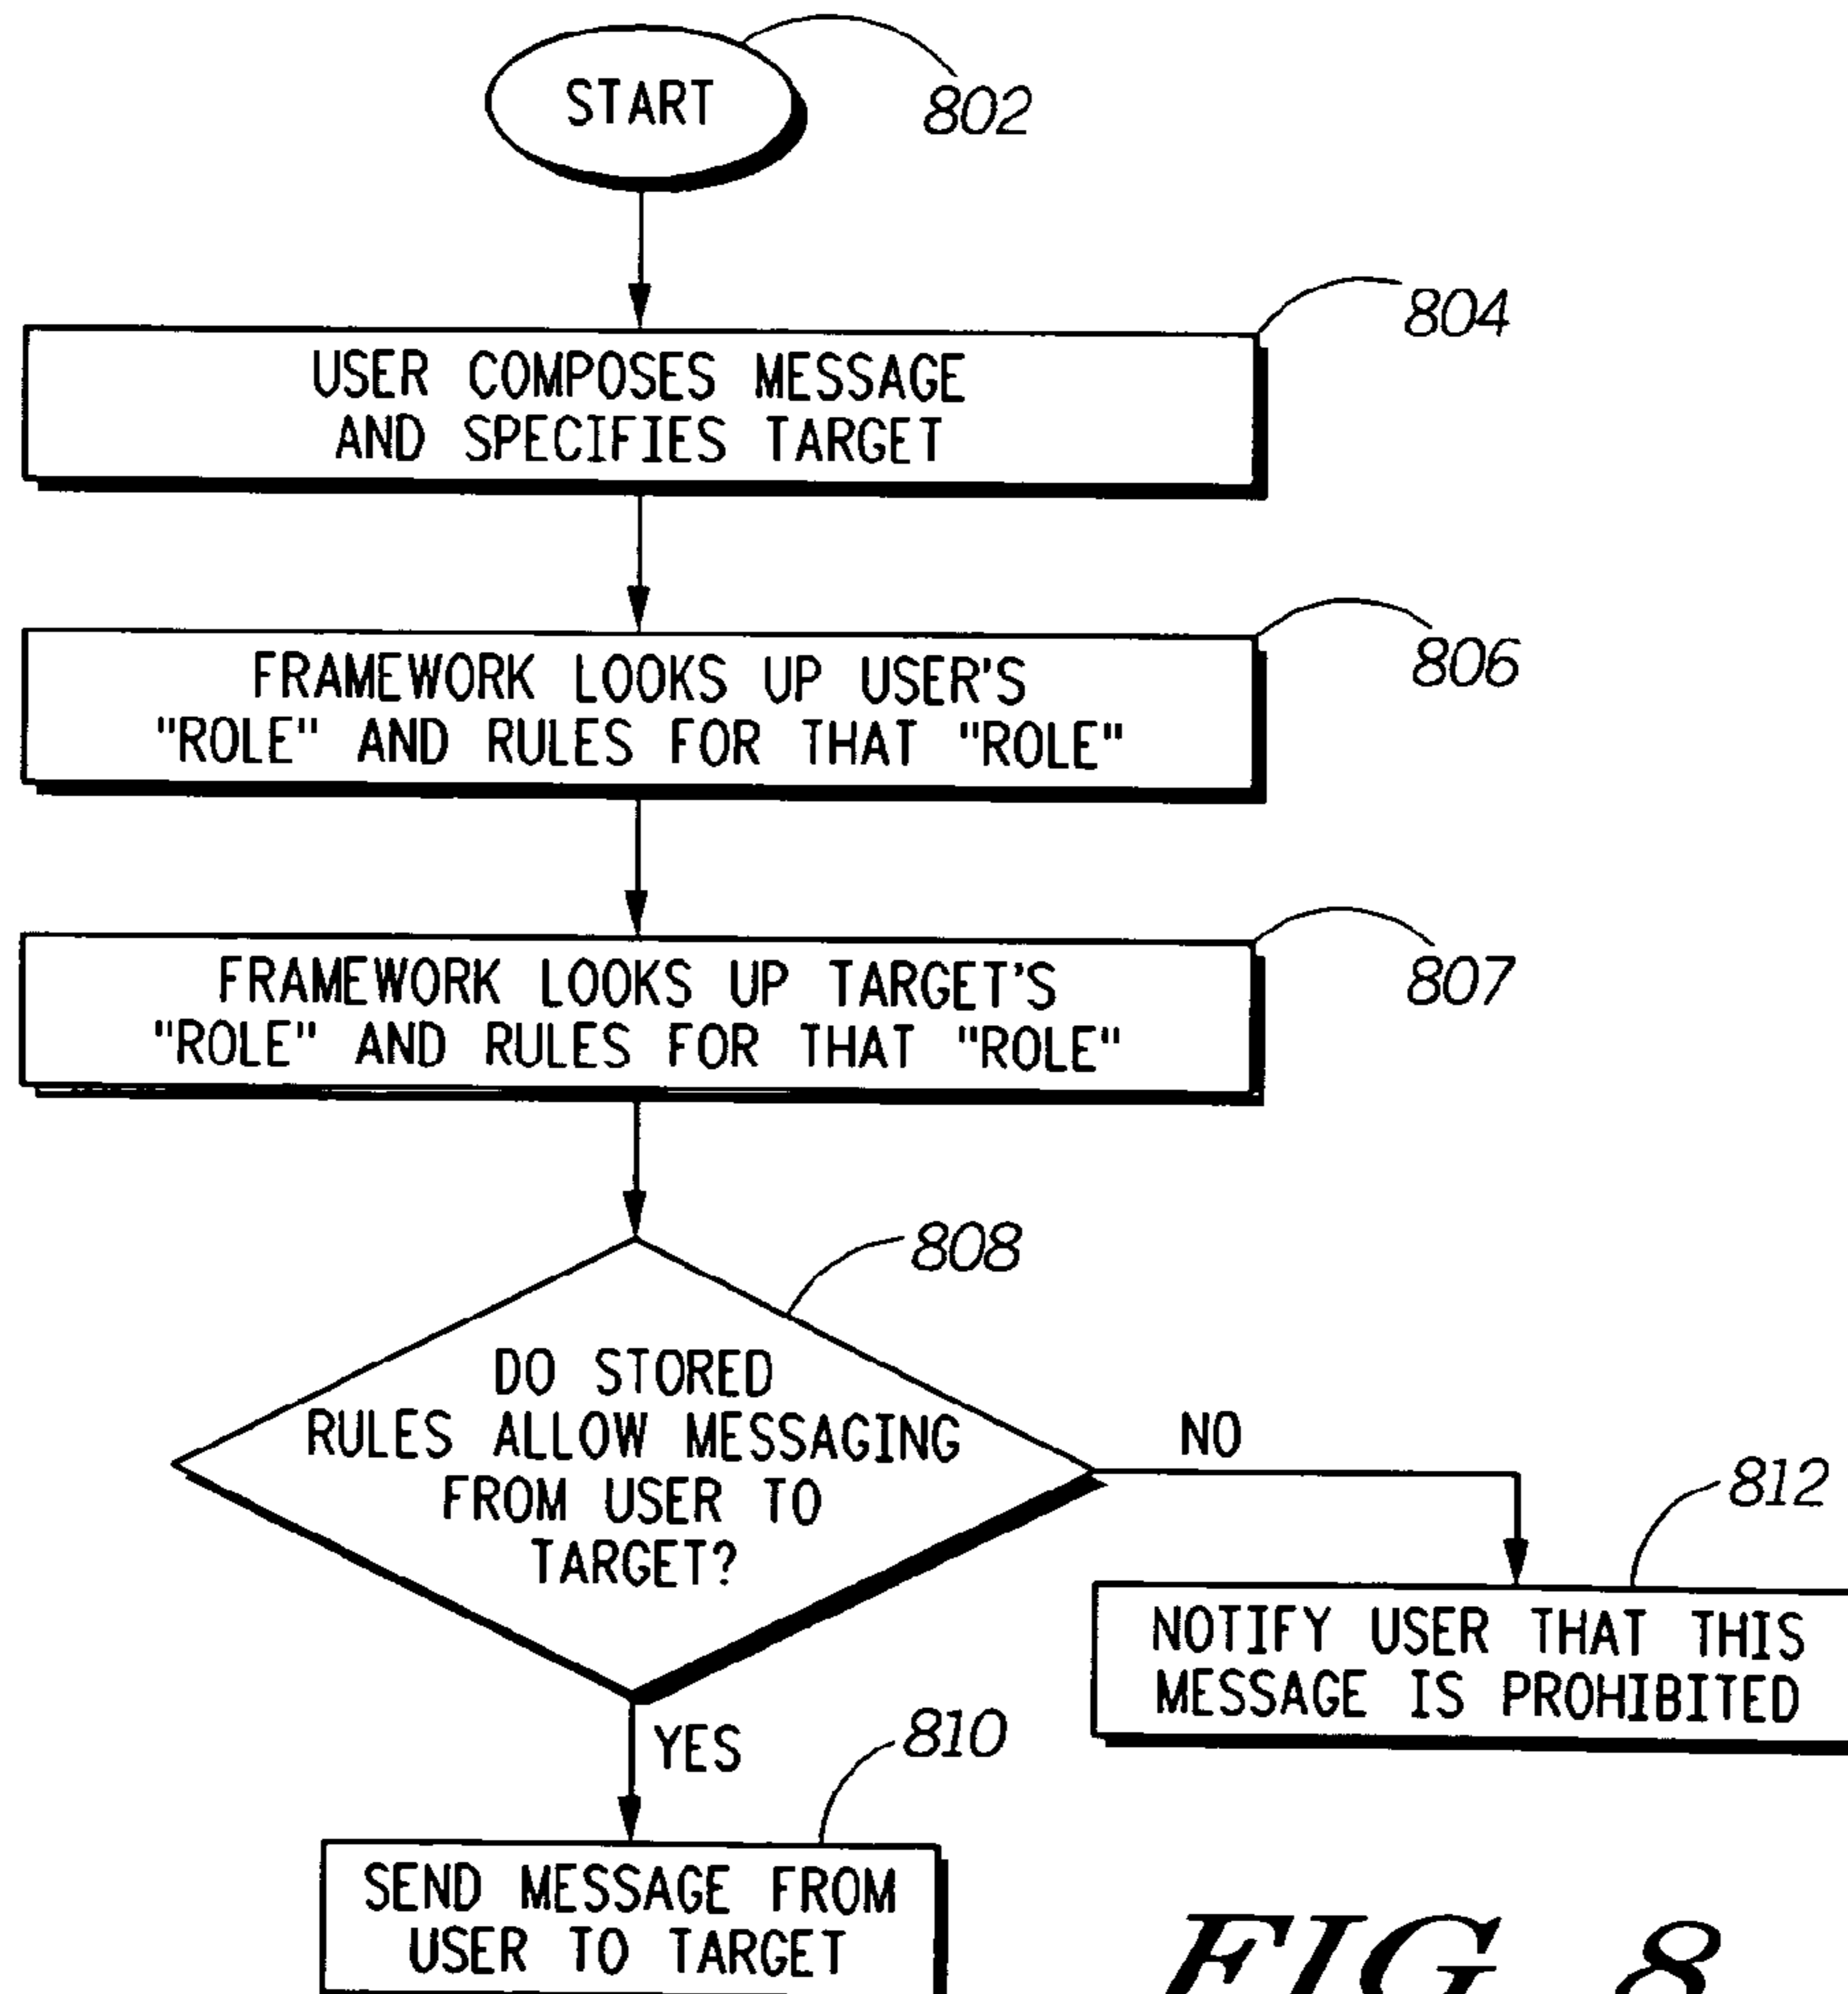 START
802
804
USER COMPOSES MESSAGE
AND SPECIFIES TARGET
806
FRAMEWORK LOOKS UP USER'S
"ROLE" AND RULES FOR THAT "ROLE"
807
FRAMEWORK LOOKS UP TARGET'S
"ROLE" AND RULES FOR THAT "ROLE"
808
DO STORED
RULES ALLOW MESSAGING
FROM USER TO
TARGET?
NO
812
NOTIFY USER THAT THIS
MESSAGE IS PROHIBITED
YES
810
SEND MESSAGE FROM
USER TO TARGET
FIG. 8